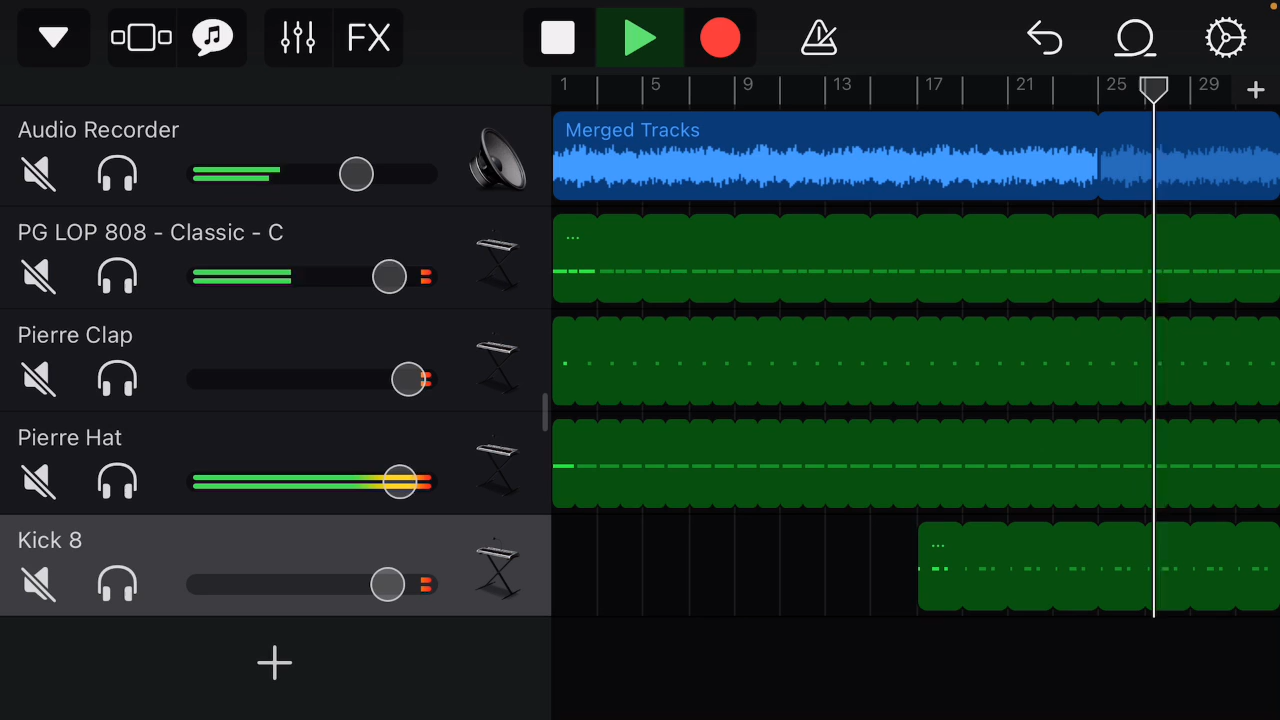 FX
1 5 9 13 17 21 25 29
Audio Recorder
Merged Tracks
PG LOP 808 - Classic - C
...
Pierre Clap
Pierre Hat
Kick 8
...